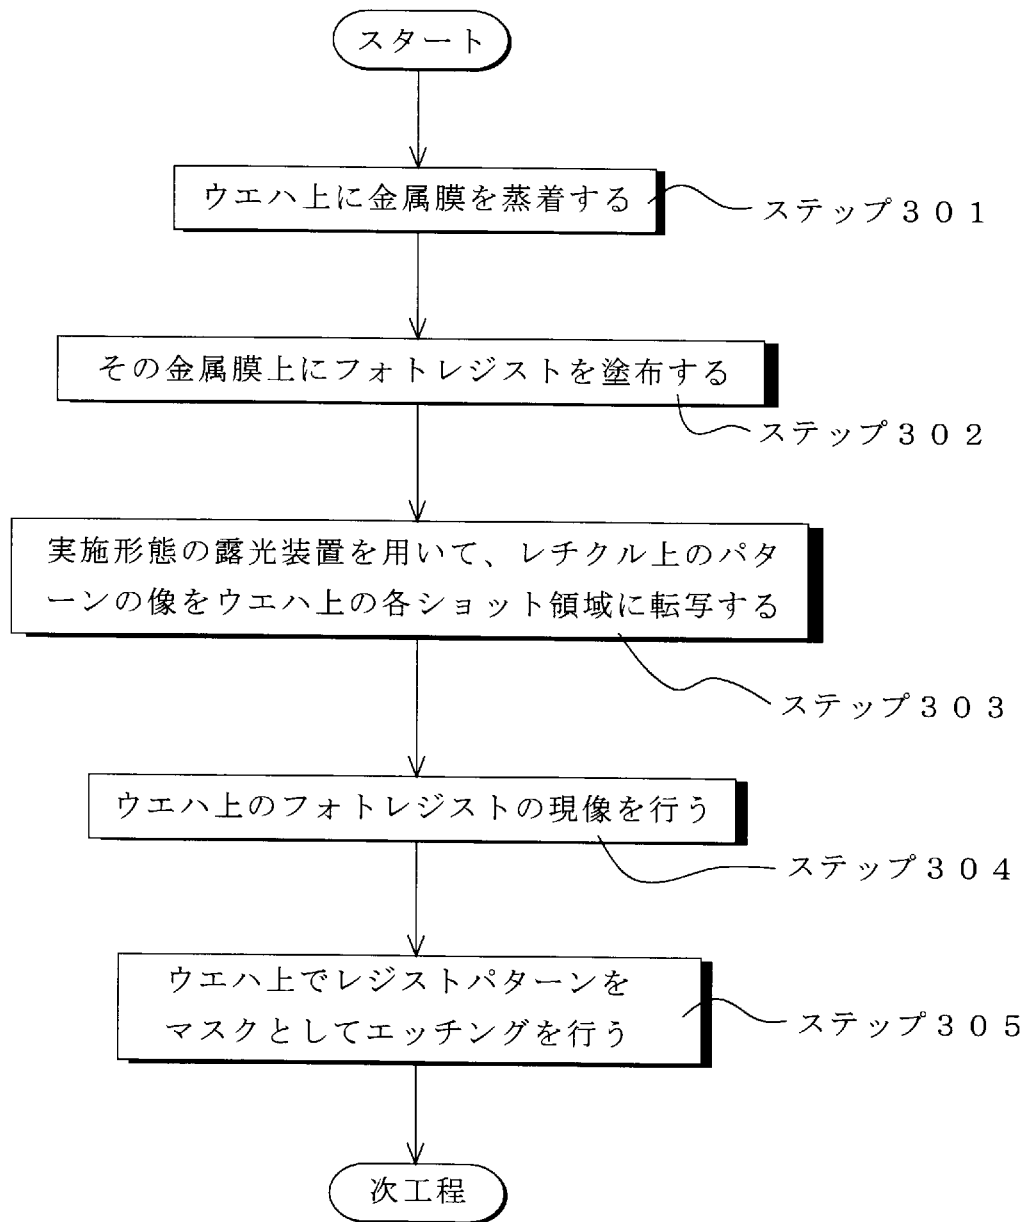 スタート
ウエハ上に金属膜を蒸着する
ステップ301
その金属膜上にフォトレジストを塗布する
ステップ302
実施形態の露光装置を用いて、レチクル上のパタ
ーンの像をウエハ上の各ショット領域に転写する
ステップ303
ウエハ上のフォトレジストの現像を行う
ステップ304
ウエハ上でレジストパターンを
マスクとしてエッチングを行う
ステップ305
次工程